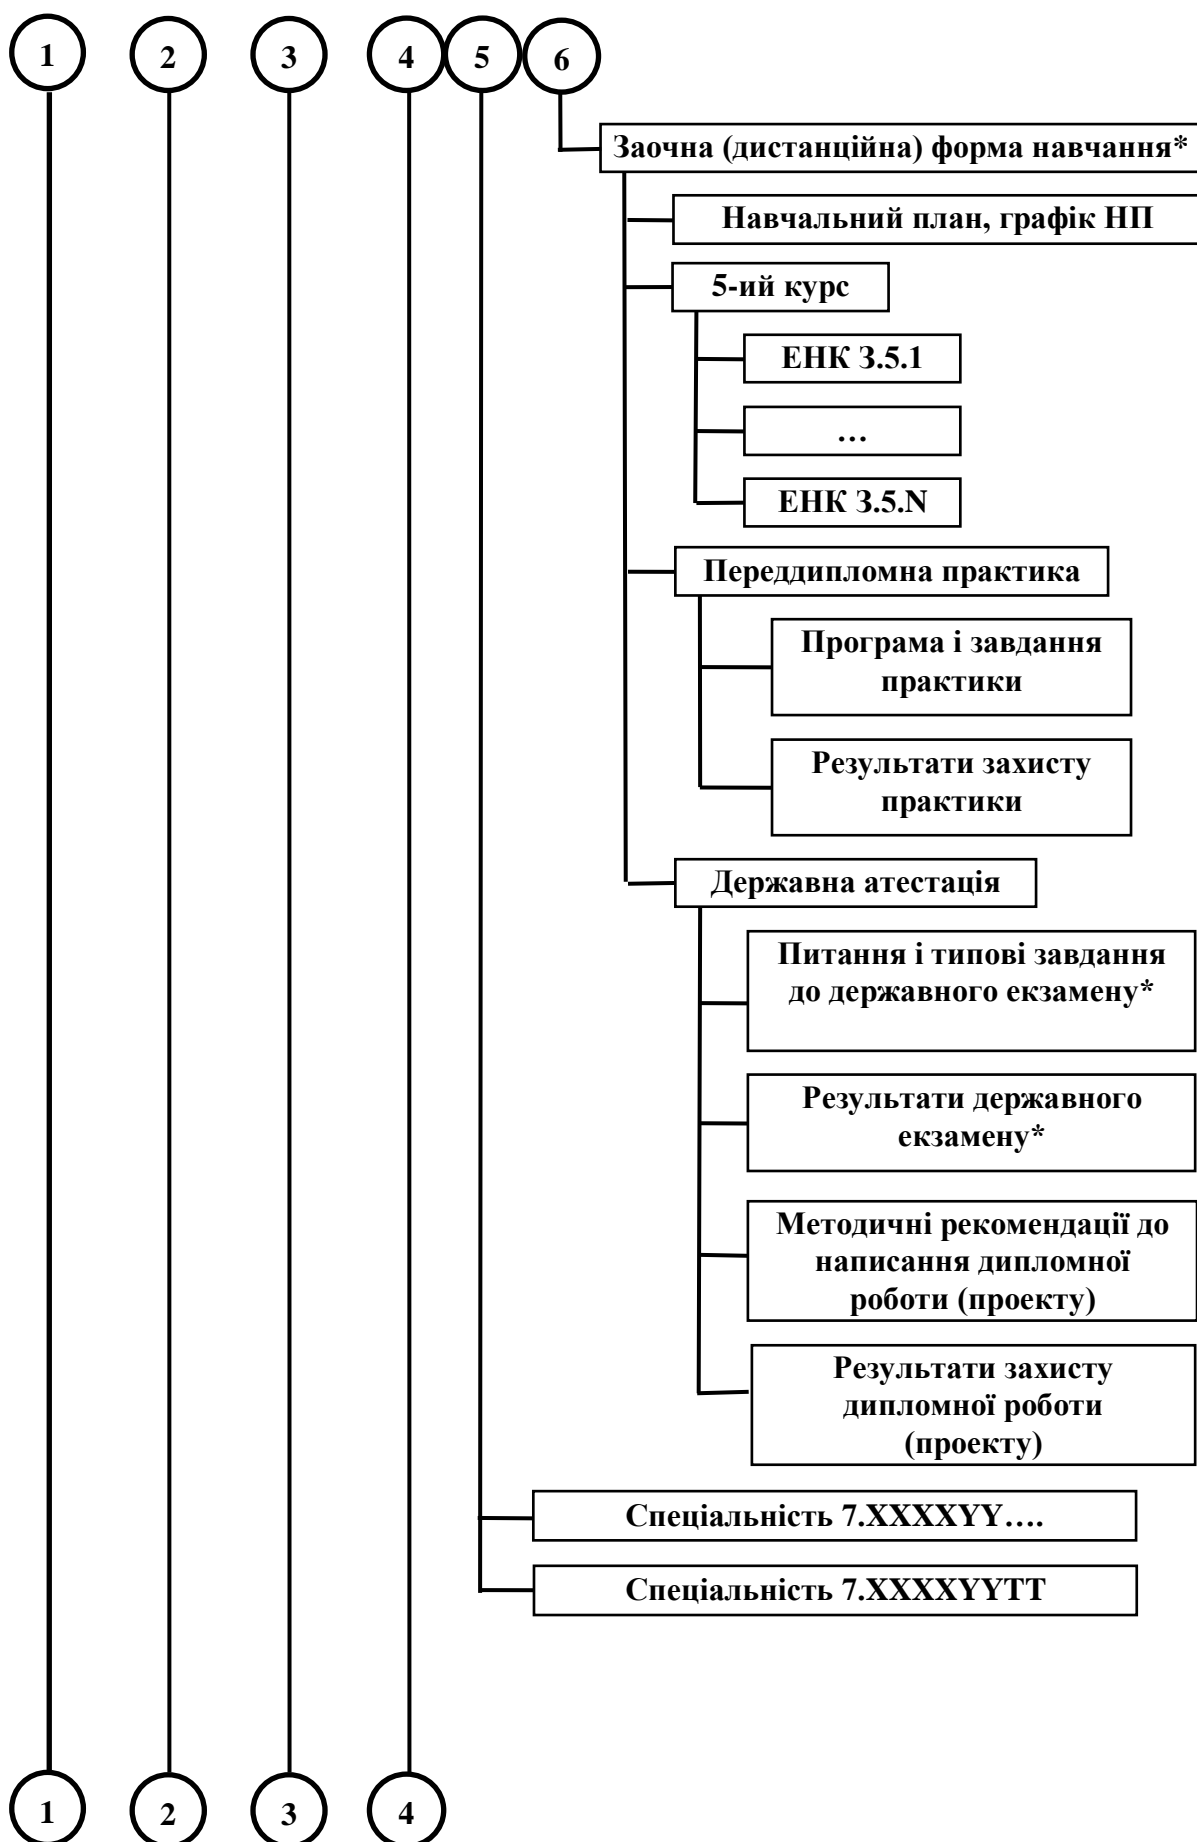 1 2 3 4 5 6
Заочна (дистанційна) форма навчання*
Навчальний план, графік НП
5-ий курс
ЕНК З.5.1
…
ЕНК З.5.N
Переддипломна практика
Програма і завдання
практики
Результати захисту
практики
Державна атестація
Питання і типові завдання
до державного екзамену*
Результати державного
екзамену*
Методичні рекомендації до
написання дипломної
роботи (проекту)
Результати захисту
дипломної роботи
(проекту)
Спеціальність 7.XXXXYY….
Спеціальність 7.XXXXYYTT
1 2 3 4